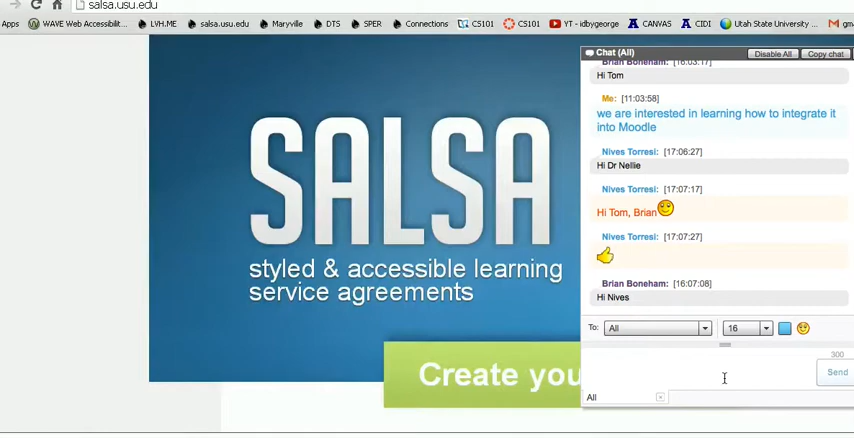 salsa.usu.edu
Apps WAVE Web Accessibilit... LVH.ME salsa.usu.edu Maryville DTS SPER Connections CS101 CS101 YT - idbygeorge CANVAS CIDI Utah State University ...
Chat (All) Disable All Copy chat
Brian Boneham: [16:03:17]
Hi Tom
Me: [11:03:58]
we are interested in learning how to integrate it
into Moodle
Nives Torresi: [17:06:27]
Hi Dr Nellie
Nives Torresi: [17:07:17]
Hi Tom, Brian
Nives Torresi: [17:07:27]
Brian Boneham: [16:07:08]
Hi Nives
To: All 16
300
Send
All
SALSA
styled & accessible learning
service agreements
Create you